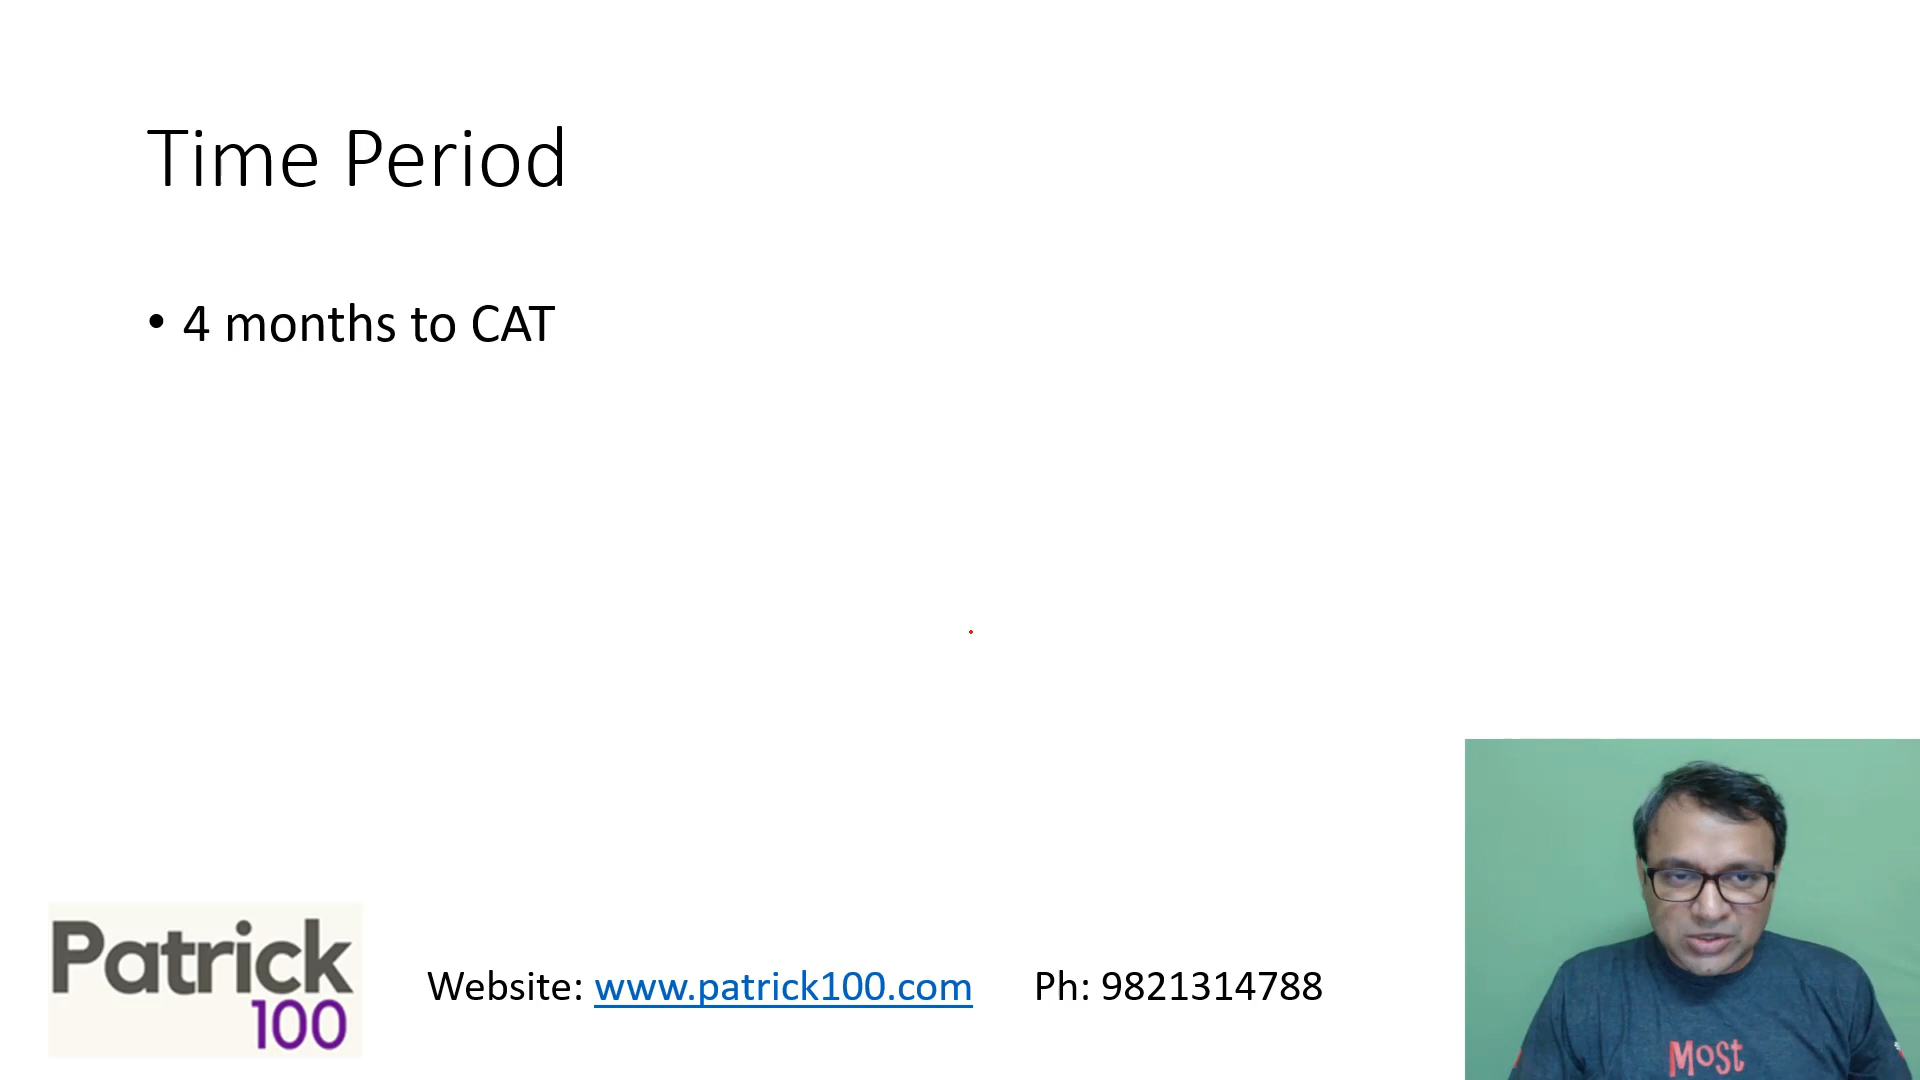 Time Period
• 4 months to CAT
Patrick
100
Website: www.patrick100.com Ph: 9821314788
Most